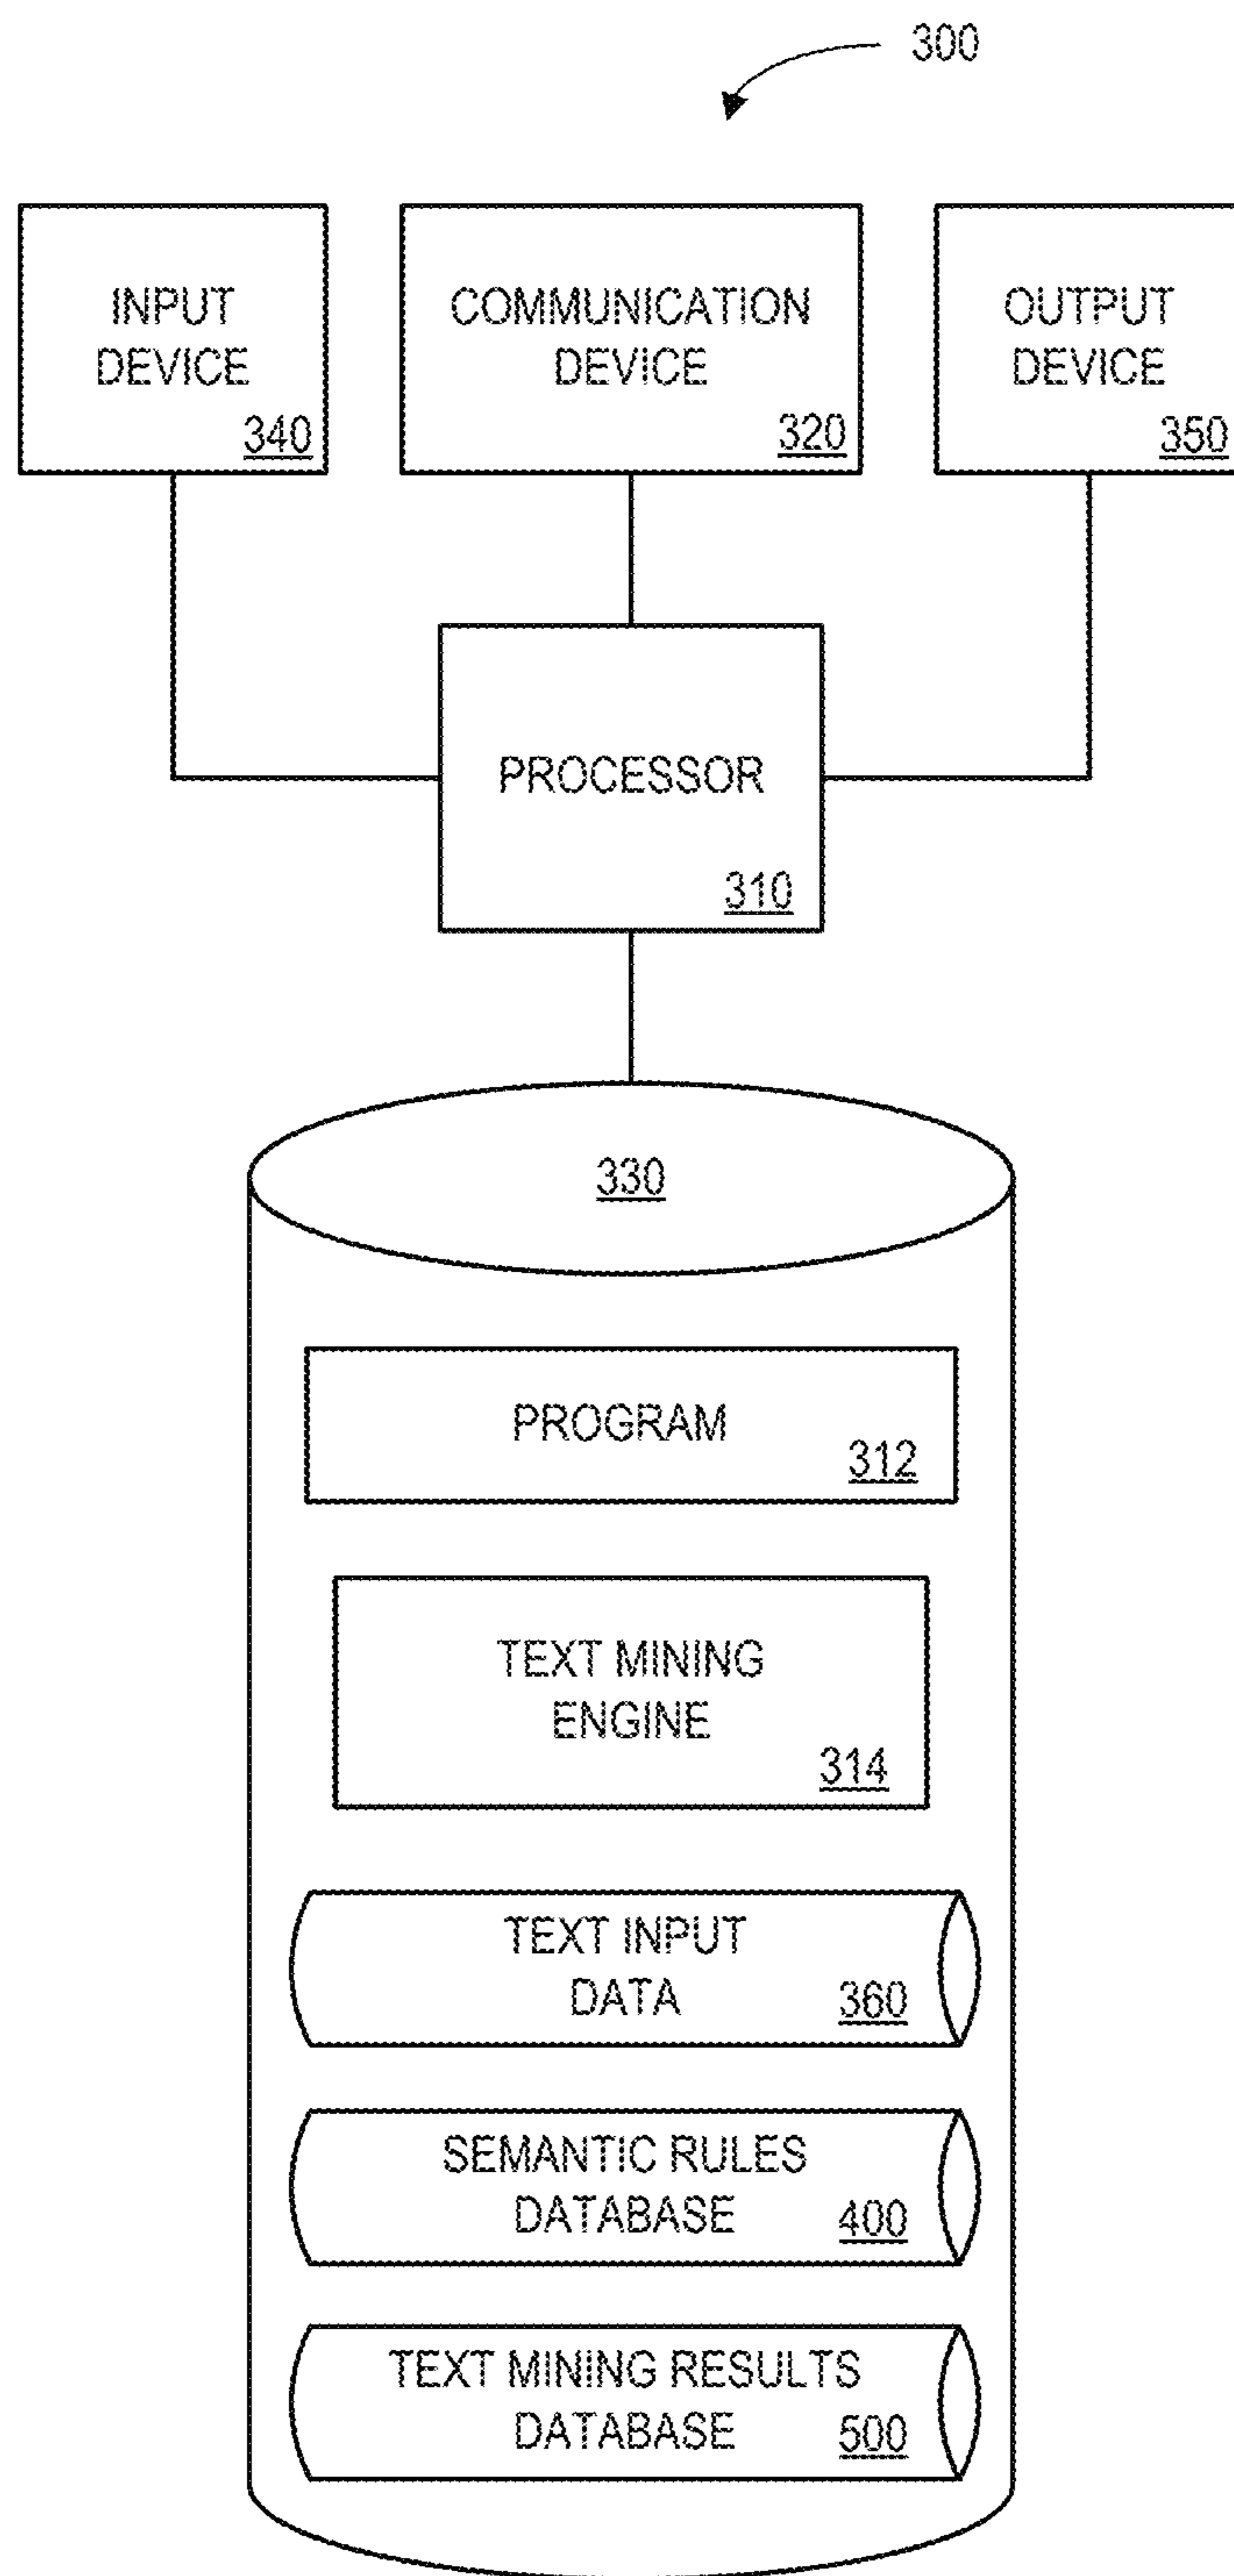 300
INPUT
DEVICE
340
COMMUNICATION
DEVICE
320
OUTPUT
DEVICE
350
PROCESSOR
310
330
PROGRAM
312
TEXT MINING
ENGINE
314
TEXT INPUT
DATA
360
SEMANTIC RULES
DATABASE
400
TEXT MINING RESULTS
DATABASE
500